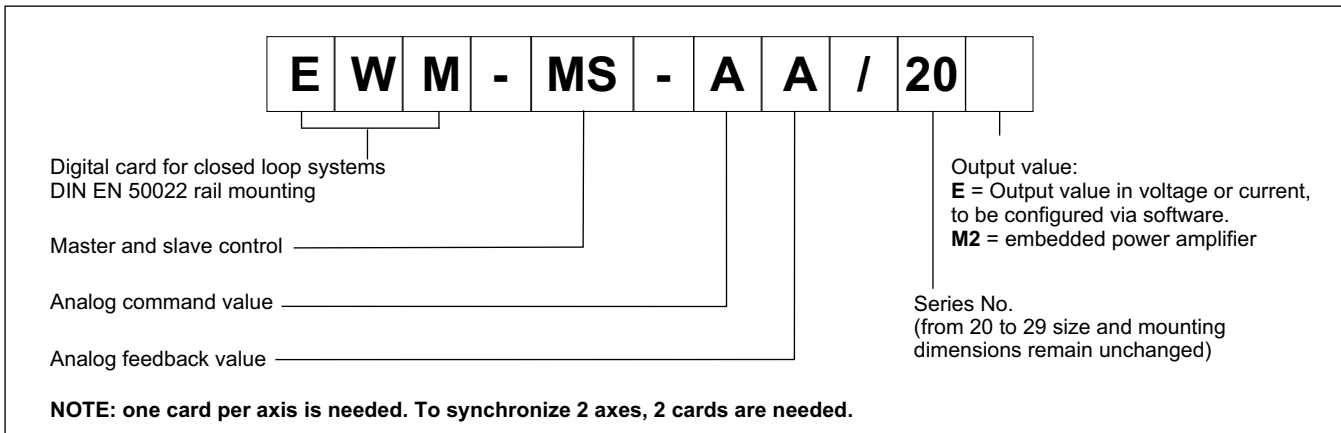 EWM - MS - AA / 20
Digital card for closed loop systems
DIN EN 50022 rail mounting
Master and slave control
Analog command value
Analog feedback value
Output value:
E = Output value in voltage or current,
to be configured via software.
M2 = embedded power amplifier
Series No.
(from 20 to 29 size and mounting
dimensions remain unchanged)
NOTE: one card per axis is needed. To synchronize 2 axes, 2 cards are needed.